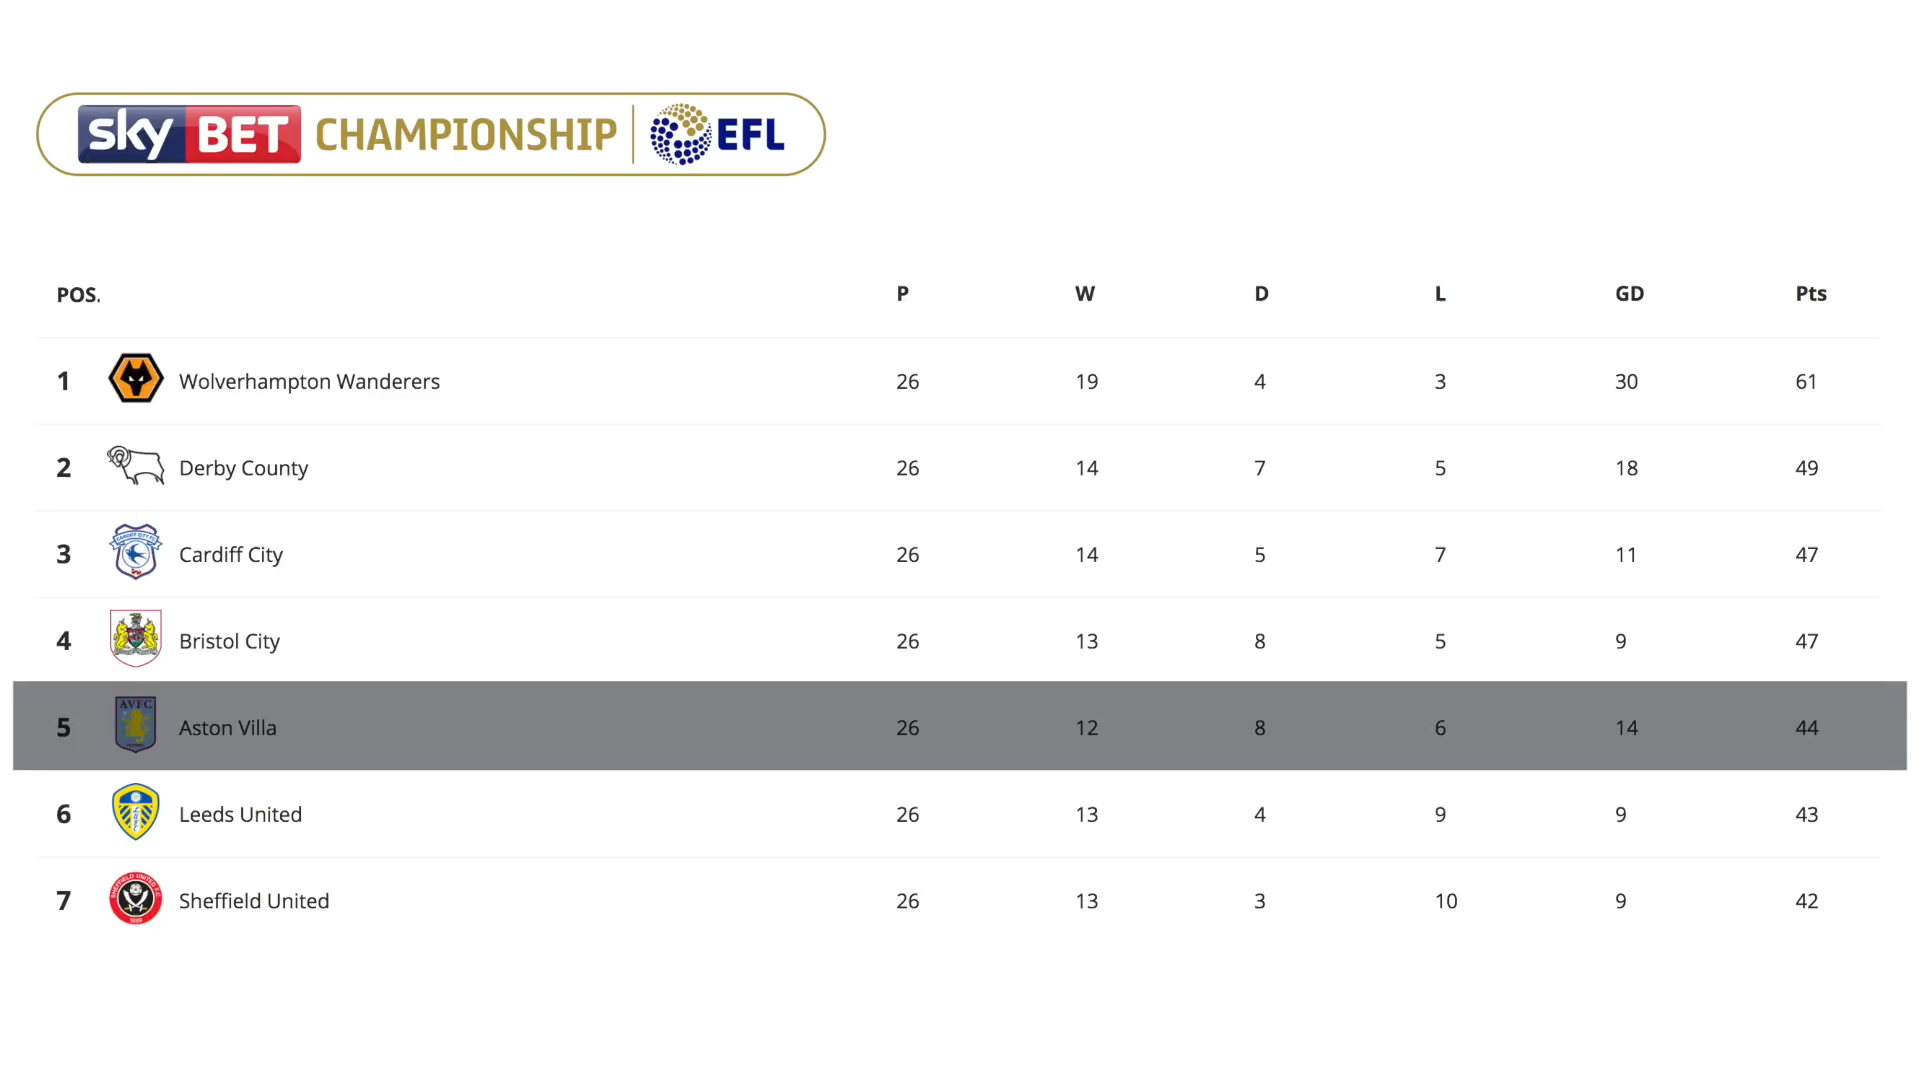 sky BET CHAMPIONSHIP EFL
POS. P W D L GD Pts
1 Wolverhampton Wanderers 26 19 4 3 30 61
2 Derby County 26 14 7 5 18 49
3 Cardiff City 26 14 5 7 11 47
4 Bristol City 26 13 8 5 9 47
5 AVFC Aston Villa 26 12 8 6 14 44
6 Leeds United 26 13 4 9 9 43
7 Sheffield United 26 13 3 10 9 42